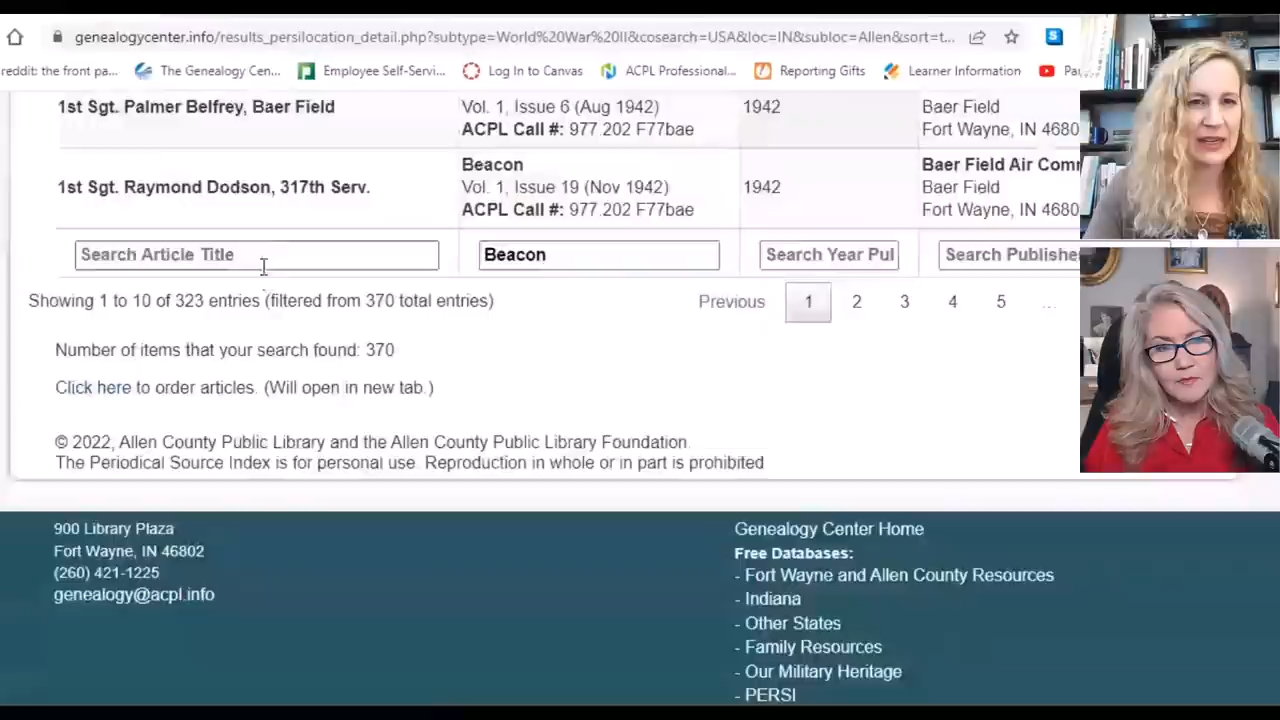 genealogycenter.info/results_persilocation_detail.php?subtype=World%20War%20II&cosearch=USA&loc=IN&subloc=Allen&sort=t...
reddit: the front pa... The Genealogy Cen... Employee Self-Servi... Log In to Canvas ACPL Professional... Reporting Gifts Learner Information
1st Sgt. Palmer Belfrey, Baer Field
Vol. 1, Issue 6 (Aug 1942)
ACPL Call #: 977.202 F77bae
1942
Baer Field
Fort Wayne, IN 4680
1st Sgt. Raymond Dodson, 317th Serv.
Beacon
Vol. 1, Issue 19 (Nov 1942)
ACPL Call #: 977.202 F77bae
1942
Baer Field Air Com
Baer Field
Fort Wayne, IN 4680
Search Article Title Beacon Search Year Pul Search Publishe
Showing 1 to 10 of 323 entries (filtered from 370 total entries) Previous 1 2 3 4 5 ...
Number of items that your search found: 370
Click here to order articles. (Will open in new tab.)
© 2022, Allen County Public Library and the Allen County Public Library Foundation.
The Periodical Source Index is for personal use. Reproduction in whole or in part is prohibited
900 Library Plaza
Fort Wayne, IN 46802
(260) 421-1225
genealogy@acpl.info
Genealogy Center Home
Free Databases:
- Fort Wayne and Allen County Resources
- Indiana
- Other States
- Family Resources
- Our Military Heritage
- PERSI